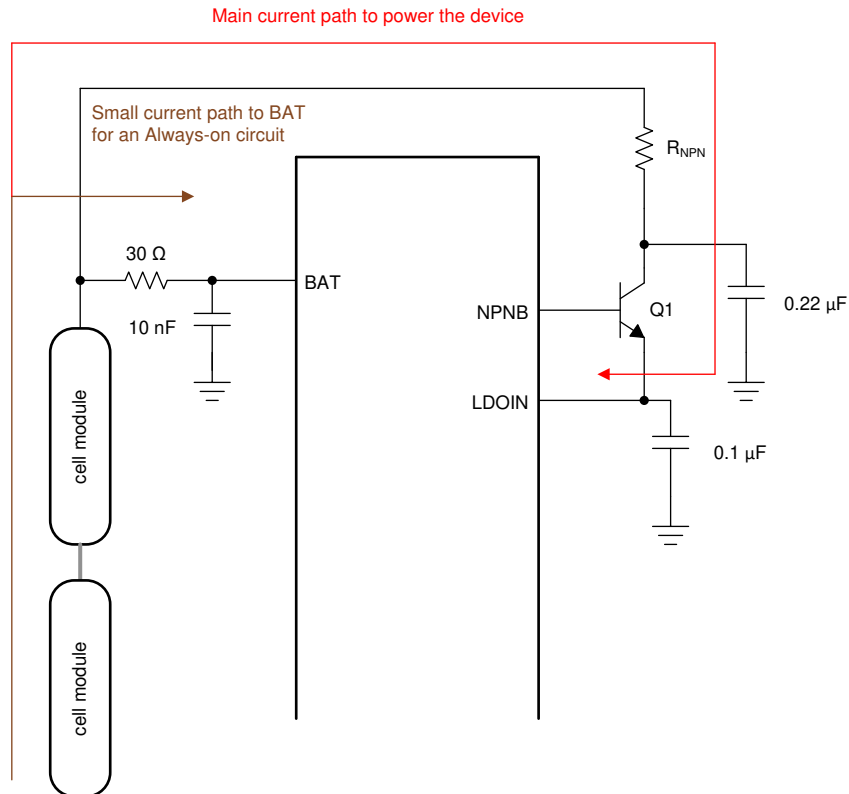 Main current path to power the device
Small current path to BAT
for an Always-on circuit
R_NPN
30 Ω
BAT
10 nF
NPNB
Q1
0.22 µF
LDOIN
0.1 µF
cell module
cell module